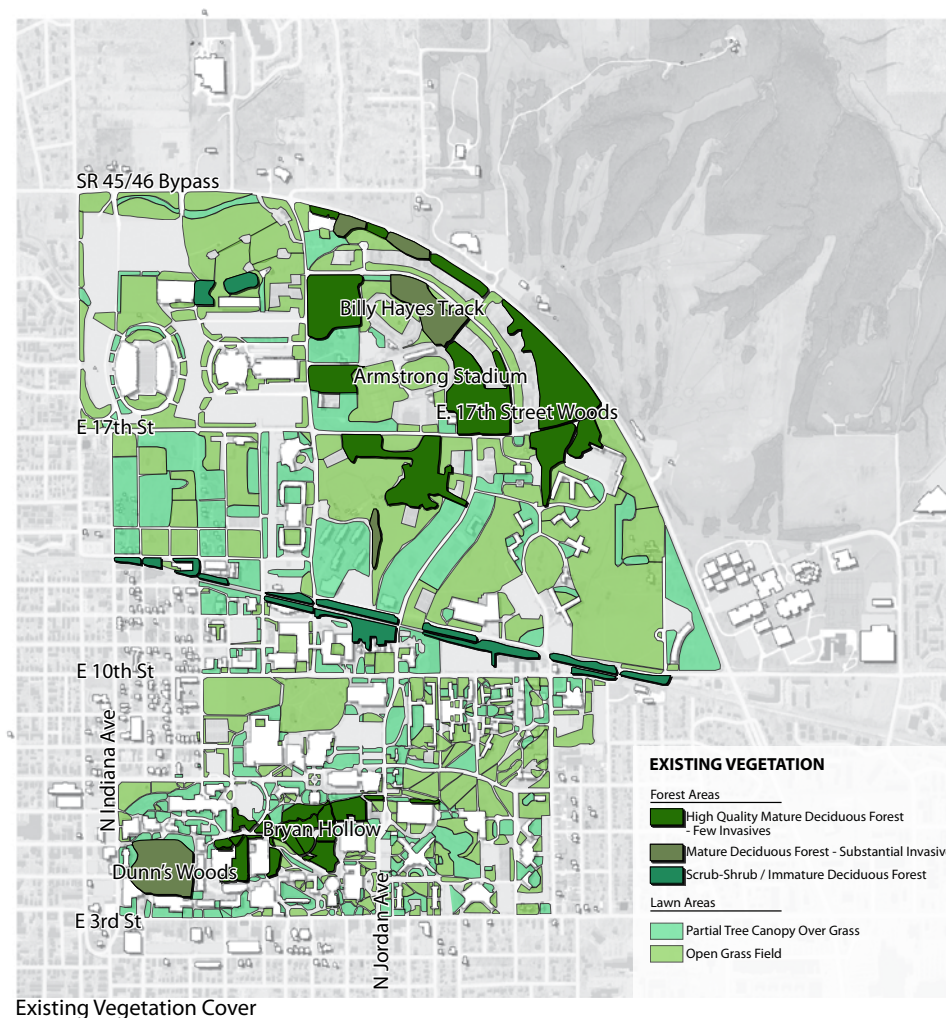 SR 45/46 Bypass
Billy Hayes Track
Armstrong Stadium
E. 17th Street Woods
E 17th St
E 10th St
N Indiana Ave
Bryan Hollow
Dunn's Woods
E 3rd St
N Jordan Ave
EXISTING VEGETATION
Forest Areas
High Quality Mature Deciduous Forest
- Few Invasives
Mature Deciduous Forest - Substantial Invasive
Scrub-Shrub / Immature Deciduous Forest
Lawn Areas
Partial Tree Canopy Over Grass
Open Grass Field
Existing Vegetation Cover